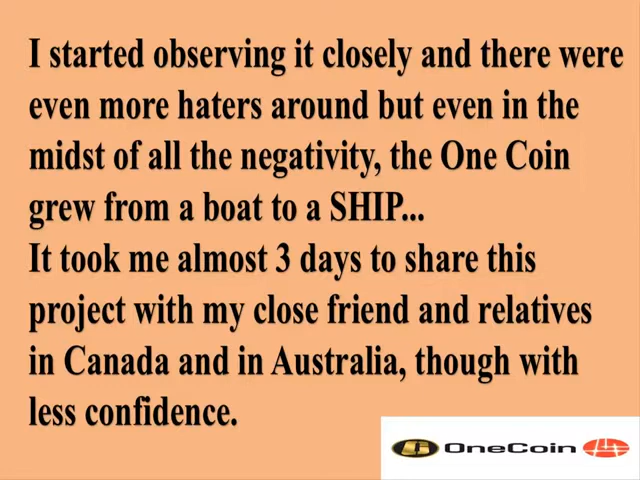 I started observing it closely and there were
even more haters around but even in the
midst of all the negativity, the One Coin
grew from a boat to a SHIP...
It took me almost 3 days to share this
project with my close friend and relatives
in Canada and in Australia, though with
less confidence.
OneCoin